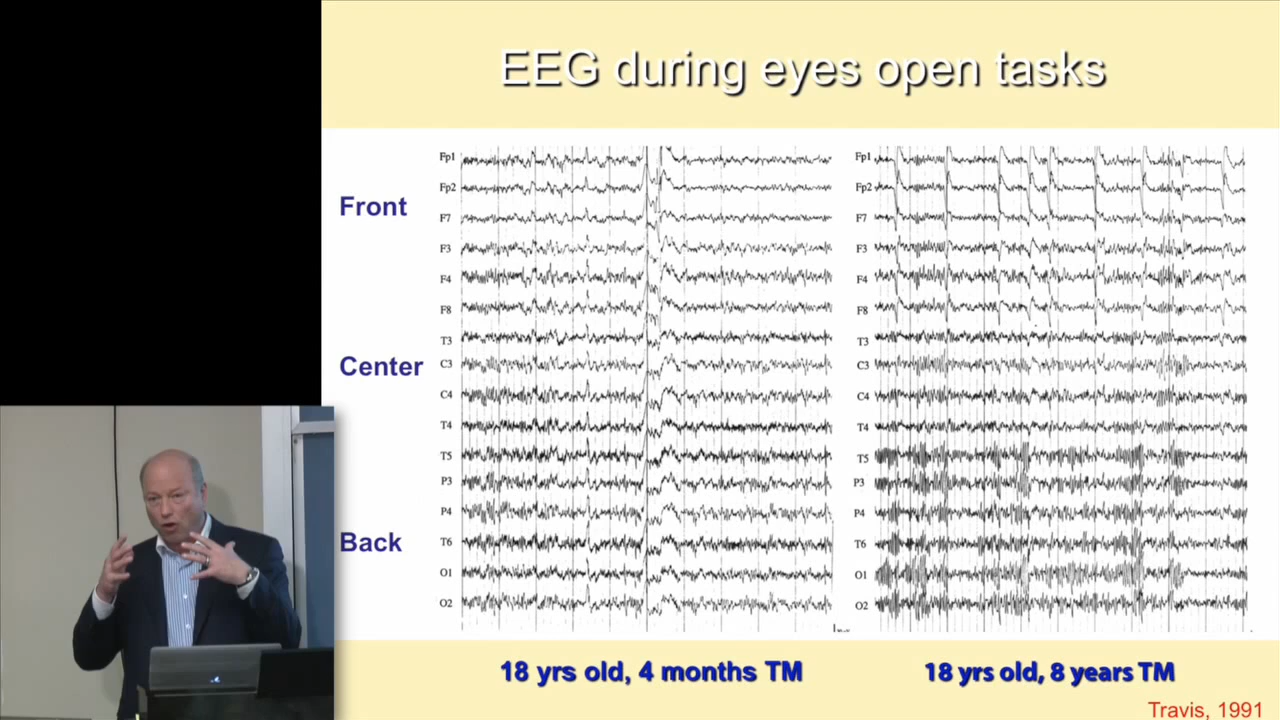 EEG during eyes open tasks
Front
Center
Back
Fp1
Fp2
F7
F3
F4
F8
T3
C3
C4
T4
T5
P3
P4
T6
O1
O2
Fp1
Fp2
F7
F3
F4
F8
T3
C3
C4
T4
T5
P3
P4
T6
O1
O2
18 yrs old, 4 months TM
18 yrs old, 8 years TM
Travis, 1991